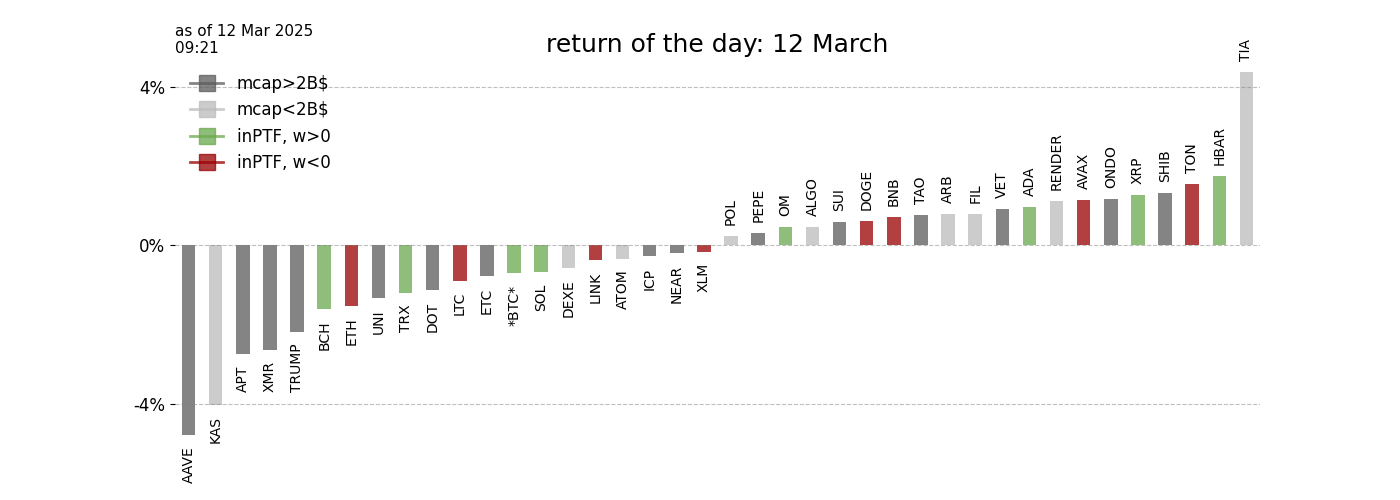 as of 12 Mar 2025
09:21
return of the day: 12 March
mcap>2B$
mcap<2B$
inPTF, w>0
inPTF, w<0
4%
0%
-4%
AAVE
KAS
APT
XMR
TRUMP
BCH
ETH
UNI
TRX
DOT
LTC
ETC
*BTC*
SOL
DEXE
LINK
ATOM
ICP
NEAR
XLM
POL
PEPE
OM
ALGO
SUI
DOGE
BNB
TAO
ARB
FIL
VET
ADA
RENDER
AVAX
ONDO
XRP
SHIB
TON
HBAR
TIA